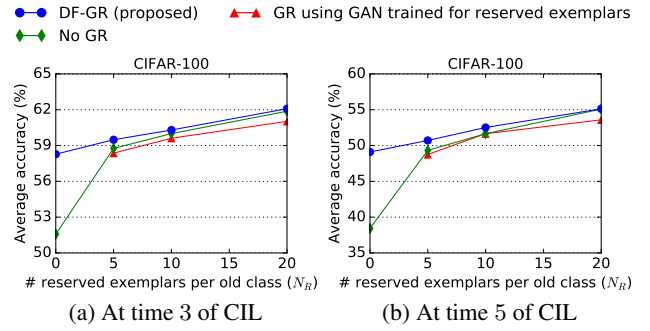 DF-GR (proposed)
GR using GAN trained for reserved exemplars
No GR
CIFAR-100
65
62
59
56
53
50
Average accuracy (%)
0
5
10
15
20
# reserved exemplars per old class (N_R)
(a) At time 3 of CIL
CIFAR-100
60
55
50
45
40
35
Average accuracy (%)
0
5
10
15
20
# reserved exemplars per old class (N_R)
(b) At time 5 of CIL